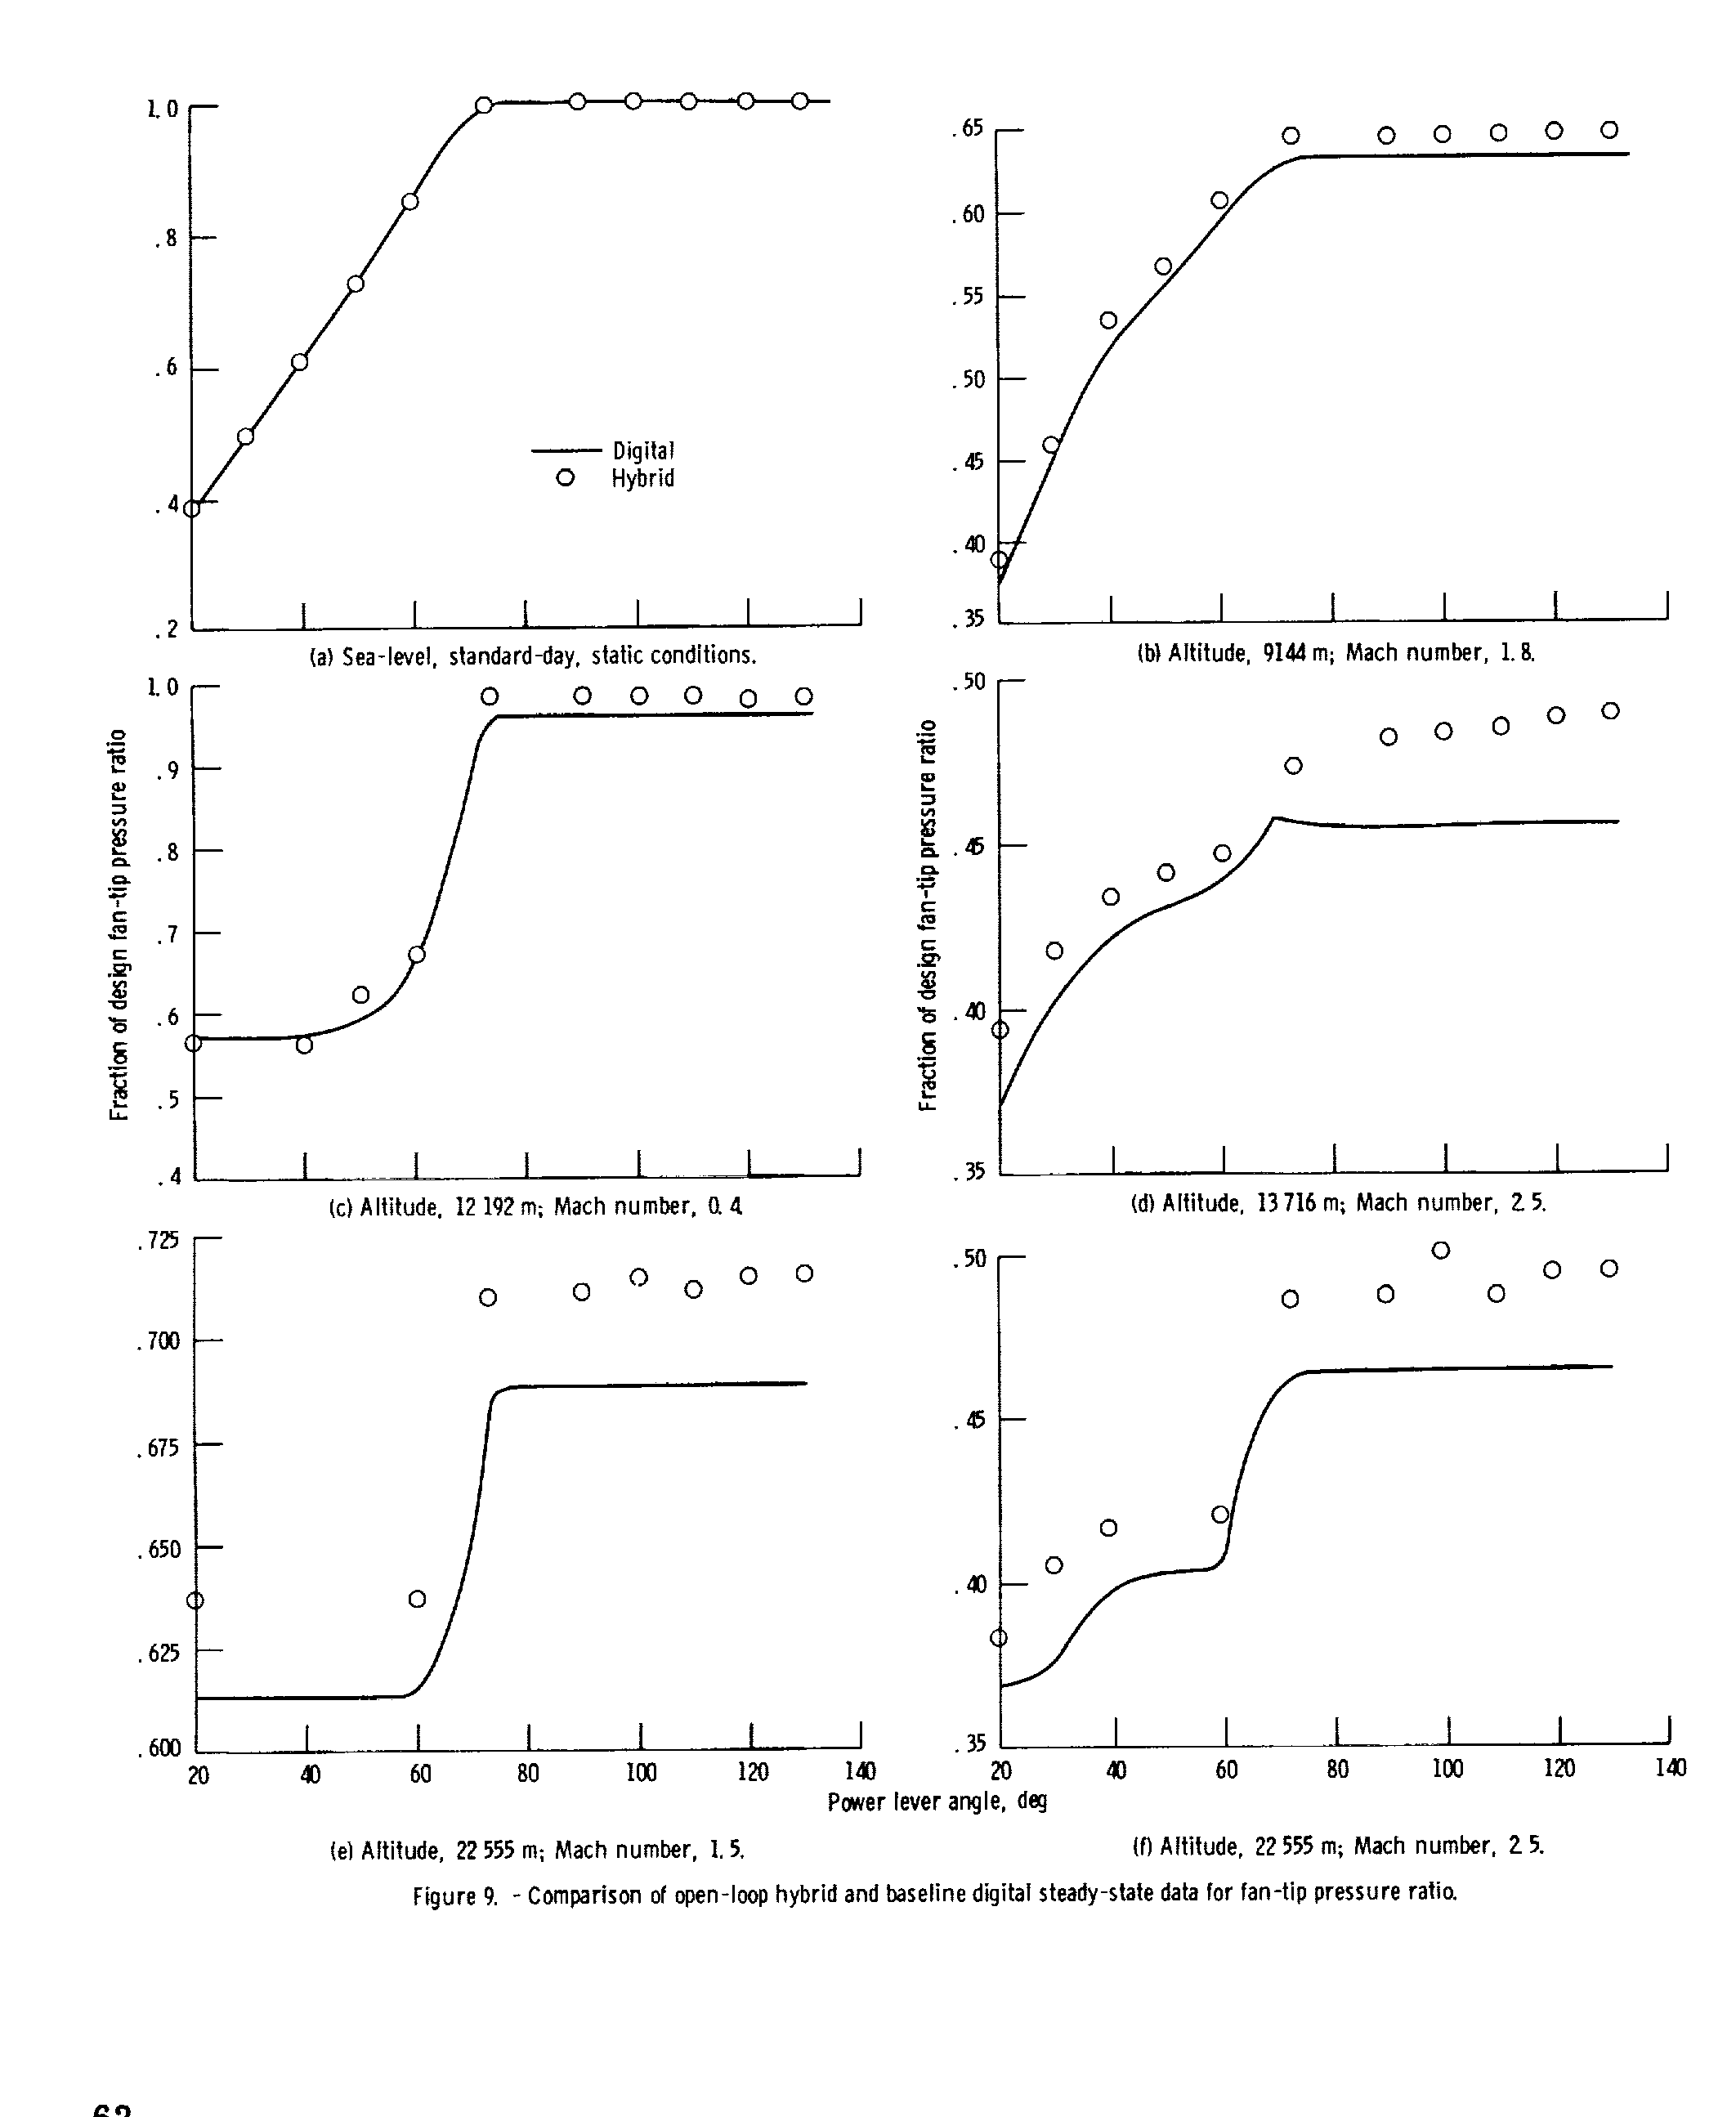 1.0
.8
.6
.4
.2
Digital
Hybrid
(a) Sea-level, standard-day, static conditions.
.65
.60
.55
.50
.45
.40
.35
(b) Altitude, 9144 m; Mach number, 1.8.
Fraction of design fan-tip pressure ratio
1.0
.9
.8
.7
.6
.5
.4
(c) Altitude, 12 192 m; Mach number, 0.4
Fraction of design fan-tip pressure ratio
.50
.45
.40
.35
(d) Altitude, 13 716 m; Mach number, 2.5.
.725
.700
.675
.650
.625
.600
20 40 60 80 100 120 140
.50
.45
.40
.35
20 40 60 80 100 120 140
Power lever angle, deg
(e) Altitude, 22 555 m; Mach number, 1.5.
(f) Altitude, 22 555 m; Mach number, 2.5.
Figure 9. - Comparison of open-loop hybrid and baseline digital steady-state data for fan-tip pressure ratio.